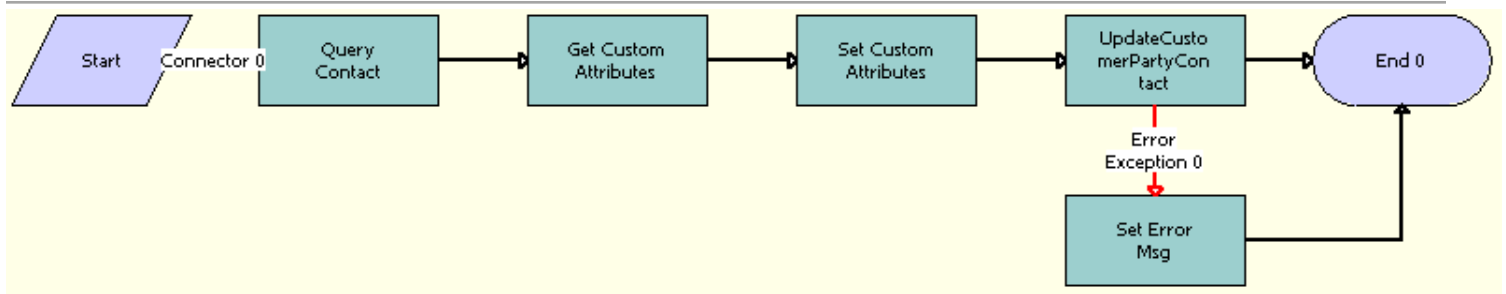 Start
Connector 0
Query
Contact
Get Custom
Attributes
Set Custom
Attributes
UpdateCusto
merPartyCon
tact
End 0
Error
Exception 0
Set Error
Msg